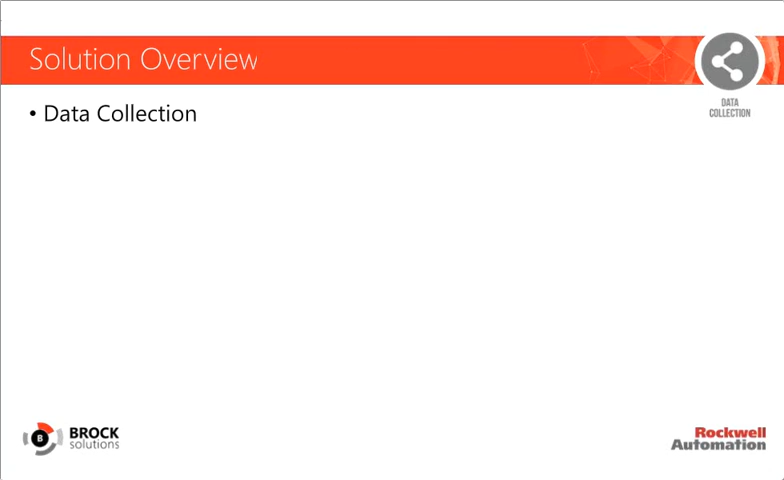 Solution Overview
DATA
COLLECTION
• Data Collection
B
BROCK
solutions
Rockwell
Automation